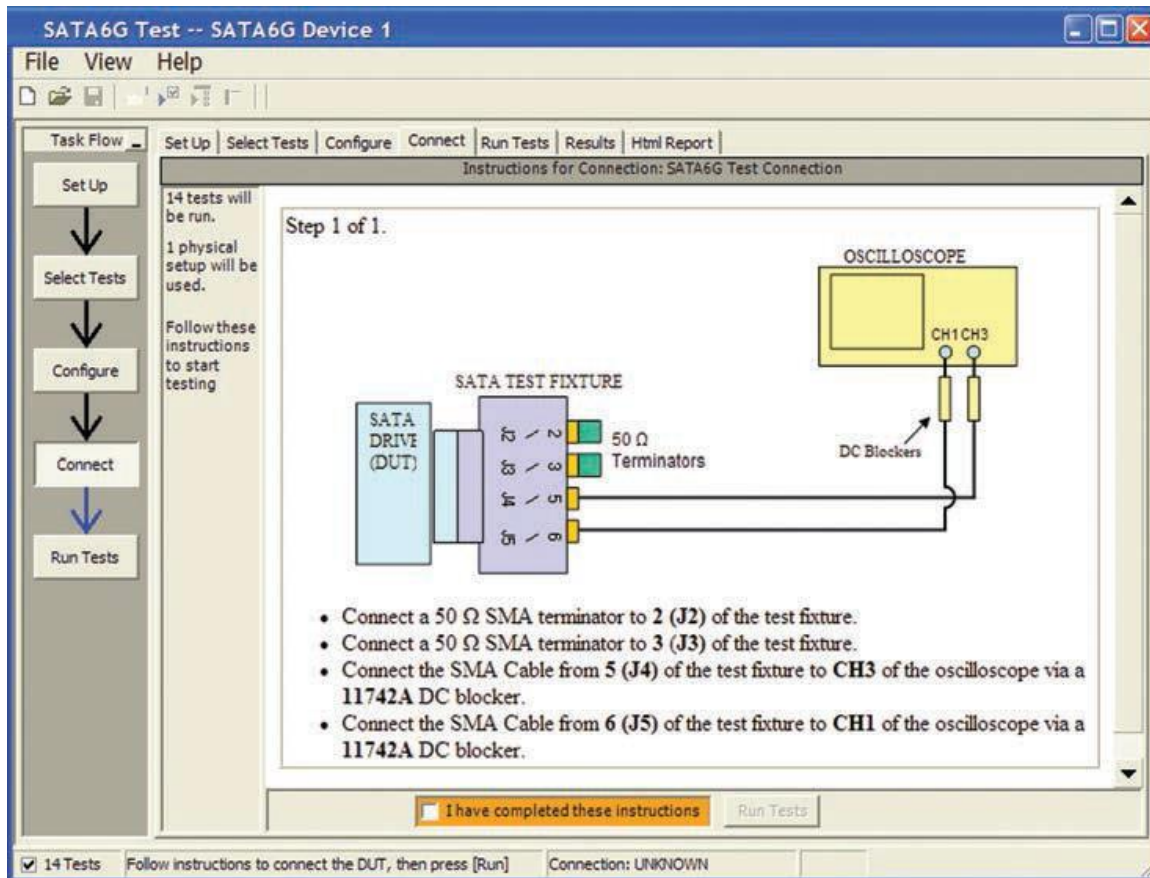 SATA6G Test -- SATA6G Device 1
File View Help
Task Flow
Set Up
Select Tests
Configure
Connect
Run Tests
Set Up Select Tests Configure Connect Run Tests Results Html Report
Instructions for Connection: SATA6G Test Connection
14 tests will
be run.
1 physical
setup will be
used.
Follow these
instructions
to start
testing
Step 1 of 1.
OSCILLOSCOPE
CH1 CH3
DC Blockers
SATA TEST FIXTURE
SATA
DRIVE
(DUT)
J2 / 2
J3 / 3
J4 / 5
J5 / 6
50 Ω
Terminators
• Connect a 50 Ω SMA terminator to 2 (J2) of the test fixture.
• Connect a 50 Ω SMA terminator to 3 (J3) of the test fixture.
• Connect the SMA Cable from 5 (J4) of the test fixture to CH3 of the oscilloscope via a
11742A DC blocker.
• Connect the SMA Cable from 6 (J5) of the test fixture to CH1 of the oscilloscope via a
11742A DC blocker.
I have completed these instructions
Run Tests
14 Tests Follow instructions to connect the DUT, then press [Run] Connection: UNKNOWN